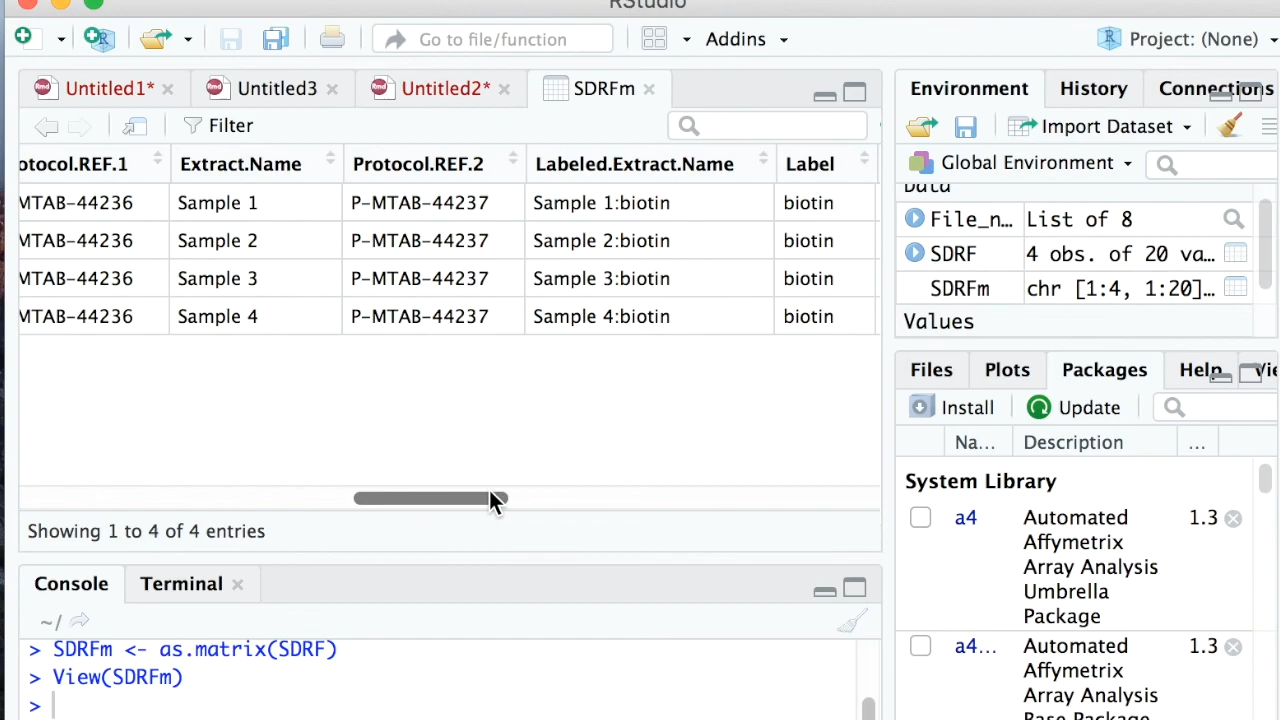 RStudio
Go to file/function
Addins
Project: (None)
Untitled1*
Untitled3
Untitled2*
SDRFm
Filter
otocol.REF.1 Extract.Name Protocol.REF.2 Labeled.Extract.Name Label
MTAB-44236 Sample 1 P-MTAB-44237 Sample 1:biotin biotin
MTAB-44236 Sample 2 P-MTAB-44237 Sample 2:biotin biotin
MTAB-44236 Sample 3 P-MTAB-44237 Sample 3:biotin biotin
MTAB-44236 Sample 4 P-MTAB-44237 Sample 4:biotin biotin
Showing 1 to 4 of 4 entries
Console Terminal
~/
> SDRFm <- as.matrix(SDRF)
> View(SDRFm)
>
Environment History Connections
Import Dataset
Global Environment
Data
File_n… List of 8
SDRF 4 obs. of 20 va…
SDRFm chr [1:4, 1:20]…
Values
Files Plots Packages Help Vie
Install Update
Na… Description …
System Library
a4 Automated 1.3
Affymetrix
Array Analysis
Umbrella
Package
a4… Automated 1.3
Affymetrix
Array Analysis
Base Package